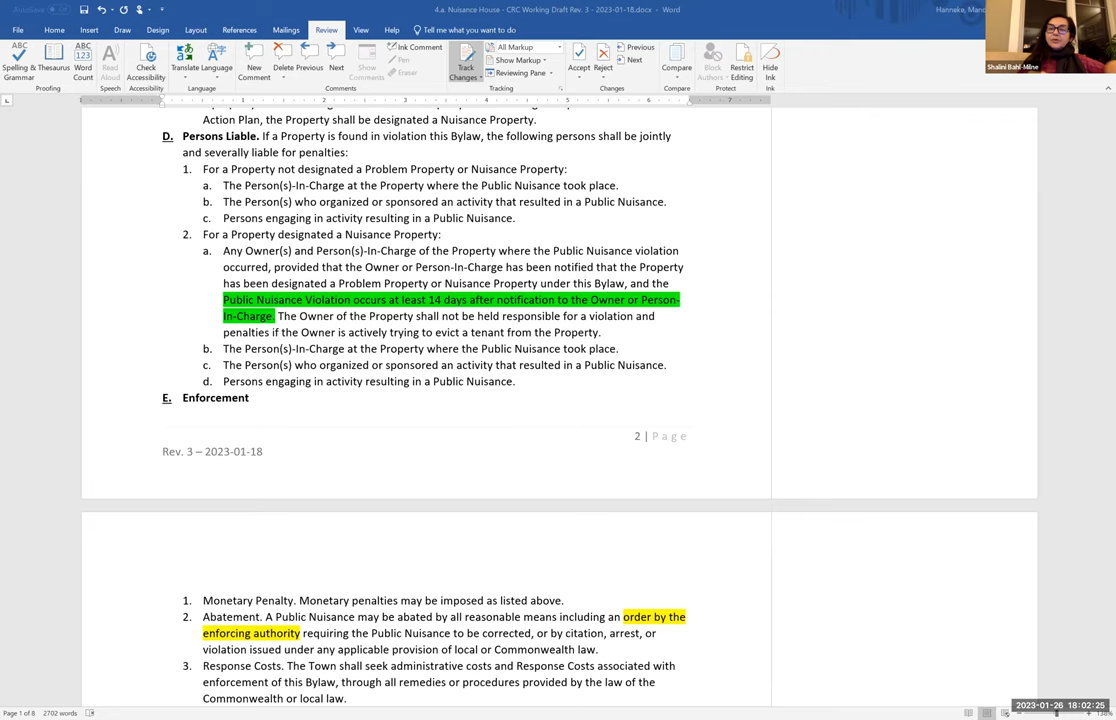 AutoSave
4.a. Nuisance House - CRC Working Draft Rev. 3 - 2023-01-18.docx - Word
Hanneke,
File Home Insert Draw Design Layout References Mailings Review View Help Tell me what you want to do
Spelling & Grammar
Thesaurus
Word Count
Read Aloud
Check Accessibility
Translate
Language
New Comment
Delete
Previous
Next
Show Comments
Ink Comment
Pen
Eraser
Track Changes
All Markup
Show Markup
Reviewing Pane
Accept
Reject
Previous
Next
Compare
Block Authors
Restrict Editing
Hide Ink
Proofing
Speech
Accessibility
Language
Comments
Tracking
Changes
Compare
Protect
Ink
Shalini Bahl-Milne
1 2 3 4 5 6 7
Action Plan, the Property shall be designated a Nuisance Property.
D. Persons Liable. If a Property is found in violation this Bylaw, the following persons shall be jointly
and severally liable for penalties:
1. For a Property not designated a Problem Property or Nuisance Property:
a. The Person(s)-In-Charge at the Property where the Public Nuisance took place.
b. The Person(s) who organized or sponsored an activity that resulted in a Public Nuisance.
c. Persons engaging in activity resulting in a Public Nuisance.
2. For a Property designated a Nuisance Property:
a. Any Owner(s) and Person(s)-In-Charge of the Property where the Public Nuisance violation
occurred, provided that the Owner or Person-In-Charge has been notified that the Property
has been designated a Problem Property or Nuisance Property under this Bylaw, and the
Public Nuisance Violation occurs at least 14 days after notification to the Owner or Person-
In-Charge. The Owner of the Property shall not be held responsible for a violation and
penalties if the Owner is actively trying to evict a tenant from the Property.
b. The Person(s)-In-Charge at the Property where the Public Nuisance took place.
c. The Person(s) who organized or sponsored an activity that resulted in a Public Nuisance.
d. Persons engaging in activity resulting in a Public Nuisance.
E. Enforcement
2 | Page
Rev. 3 – 2023-01-18
1. Monetary Penalty. Monetary penalties may be imposed as listed above.
2. Abatement. A Public Nuisance may be abated by all reasonable means including an order by the
enforcing authority requiring the Public Nuisance to be corrected, or by citation, arrest, or
violation issued under any applicable provision of local or Commonwealth law.
3. Response Costs. The Town shall seek administrative costs and Response Costs associated with
enforcement of this Bylaw, through all remedies or procedures provided by the law of the
Commonwealth or local law.
2023-01-26 18:02:25
Page 1 of 8 2702 words
138%